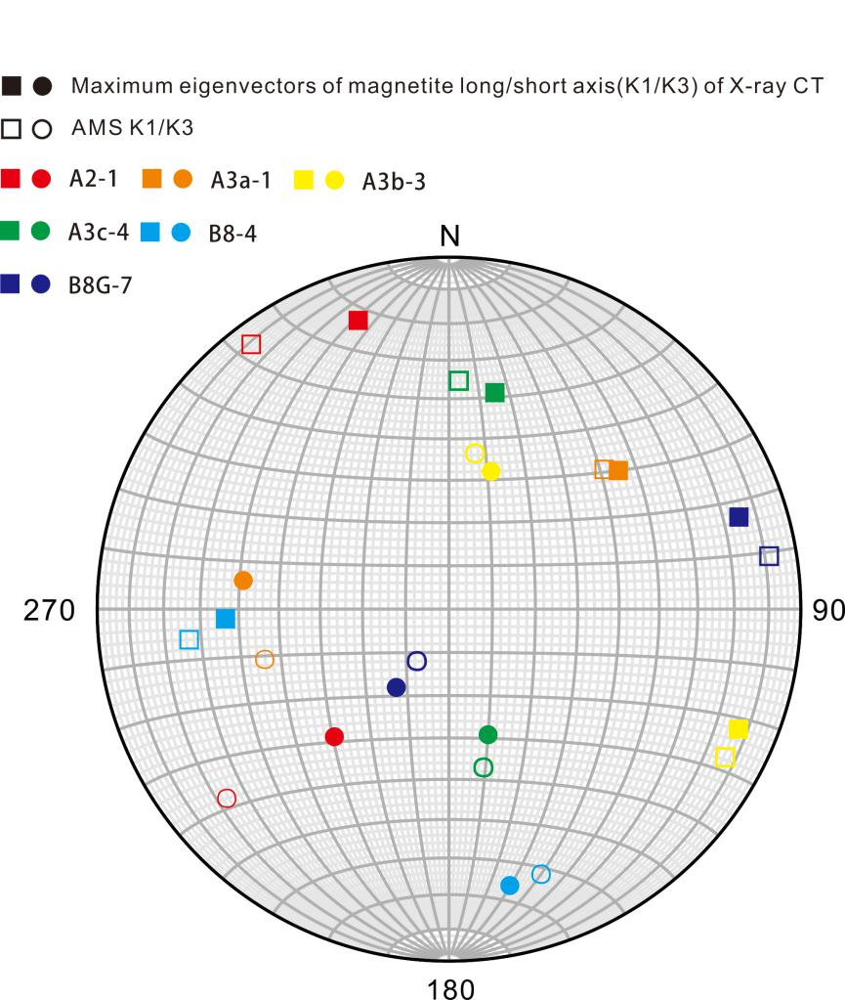 Maximum eigenvectors of magnetite long/short axis(K1/K3) of X-ray CT
AMS K1/K3
A2-1 A3a-1 A3b-3
A3c-4 B8-4
B8G-7
N
270 90
180